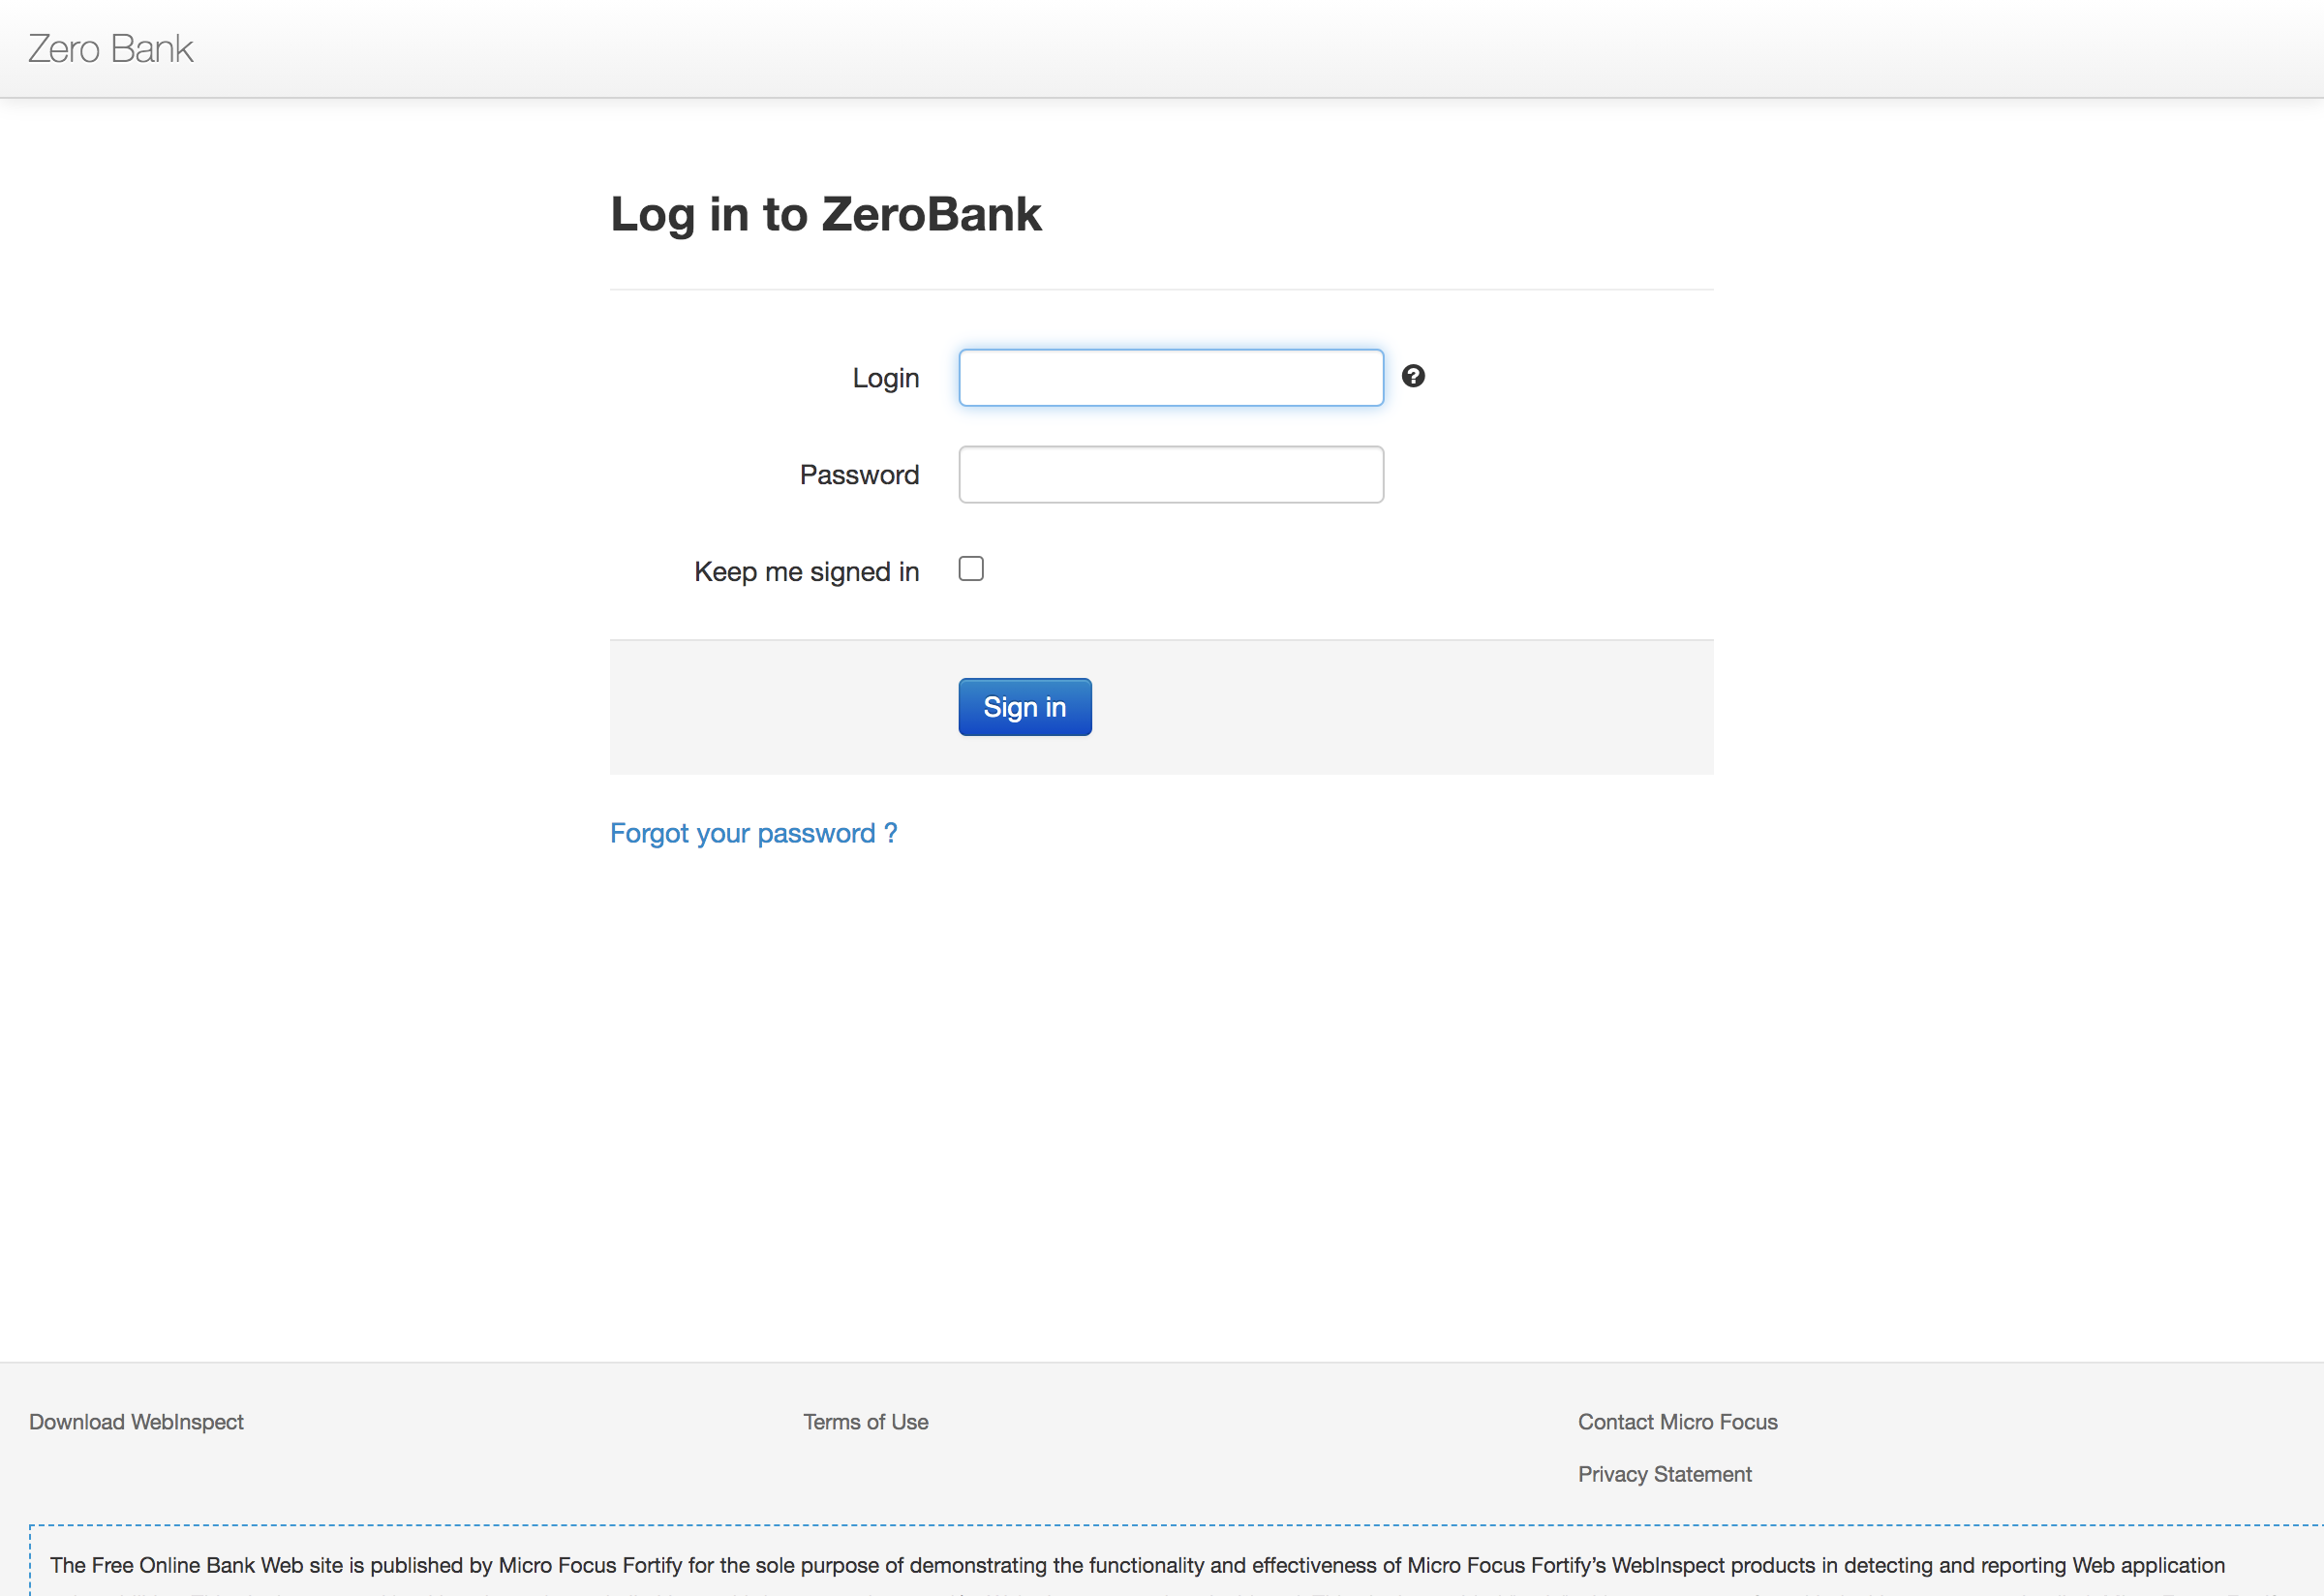 Zero Bank
Log in to ZeroBank
Login
Password
Keep me signed in
Sign in
Forgot your password ?
Download WebInspect
Terms of Use
Contact Micro Focus
Privacy Statement
The Free Online Bank Web site is published by Micro Focus Fortify for the sole purpose of demonstrating the functionality and effectiveness of Micro Focus Fortify’s WebInspect products in detecting and reporting Web application